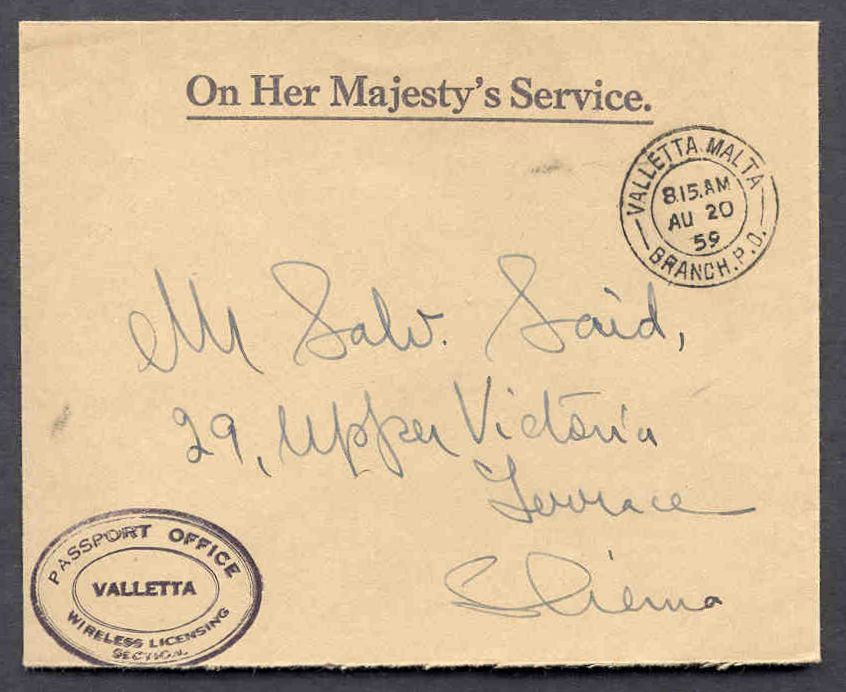 On Her Majesty's Service.
VALLETTA MALTA
8.15.AM
AU 20
59
BRANCH.P.O.
Mr Salv. Said,
29, Upper Victoria
Terrace
Sliema
PASSPORT OFFICE
VALLETTA
WIRELESS LICENSING
SECTION.